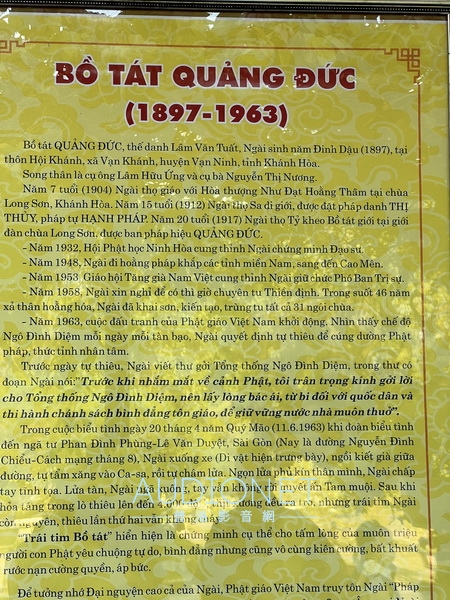 BỒ TÁT QUẢNG ĐỨC
(1897-1963)
Bồ tát QUẢNG ĐỨC, thế danh Lâm Văn Tuất, Ngài sinh năm Đinh Dậu (1897), tại
thôn Hội Khánh, xã Vạn Khánh, huyện Vạn Ninh, tỉnh Khánh Hòa.
Song thân là cụ ông Lâm Hữu Ứng và cụ bà Nguyễn Thị Nương.
Năm 7 tuổi (1904) Ngài thọ giáo với Hòa thượng Như Đạt Hoằng Thâm tại chùa
Long Sơn, Khánh Hòa. Năm 15 tuổi (1912) Ngài thọ Sa di giới, được đặt pháp danh THỊ
THỦY, pháp tự HẠNH PHÁP. Năm 20 tuổi (1917) Ngài thọ Tỳ kheo Bồ tát giới tại giới
đàn chùa Long Sơn. được ban pháp hiệu QUẢNG ĐỨC.
- Năm 1932, Hội Phật học Ninh Hòa cung thỉnh Ngài chứng minh Đạo sư.
- Năm 1948, Ngài đi hoằng pháp khắp các tỉnh miền Nam, sang đến Cao Mên.
- Năm 1953, Giáo hội Tăng già Nam Việt cung thỉnh Ngài giữ chức Phó Ban Trị sự.
- Năm 1958, Ngài xin nghỉ để có thì giờ chuyên tu Thiền định. Trong suốt 46 năm
xả thân hoằng hóa, Ngài đã khai sơn, kiến tạo, trùng tu tất cả 31 ngôi chùa.
- Năm 1963, cuộc đấu tranh của Phật giáo Việt Nam khởi động. Nhìn thấy chế độ
Ngô Đình Diệm mỗi ngày mỗi tàn bạo, Ngài quyết định tự thiêu để cúng dường Phật
pháp, thức tỉnh nhân tâm.
Trước ngày tự thiêu, Ngài viết thư gởi Tổng thống Ngô Đình Diệm, trong thư có
đoạn Ngài nói:"Trước khi nhắm mắt về cảnh Phật, tôi trân trọng kính gởi lời
cho Tổng thống Ngô Đình Diệm, nên lấy lòng bác ái, từ bi đối với quốc dân và
thi hành chánh sách bình đẳng tôn giáo, để giữ vững nước nhà muôn thuở".
Trong cuộc biểu tình ngày 20 tháng 4 năm Quý Mão (11.6.1963) khi đoàn biểu tình
đến ngã tư Phan Đình Phùng-Lê Văn Duyệt, Sài Gòn (Nay là đường Nguyễn Đình
Chiểu-Cách mạng tháng 8), Ngài xuống xe (Di vật hiện trưng bày), ngồi kiết già giữa
đường, tự tẩm xăng vào Ca-sa, rồi tự châm lửa. Ngọn lửa phủ kín thân mình, Ngài chắp
tay tĩnh tọa. Lửa tàn, Ngài vẫn quyết ấn Tam muội. Sau khi
hỏa táng trong lò thiêu lên đến tiêu ra tro, nhưng trái tim Ngài
còn nguyên, thiêu lần thứ hai vẫn không cháy.
"Trái tim Bồ tát" hiển hiện là chứng minh cụ thể cho tấm lòng của muôn triệu
người con Phật yêu chuộng tự do, bình đẳng nhưng cũng vô cùng kiên cường, bất khuất
trước nạn cường quyền, áp bức.
Để tưởng nhớ Đại nguyện cao cả của Ngài, Phật giáo Việt Nam truy tôn Ngài "Pháp